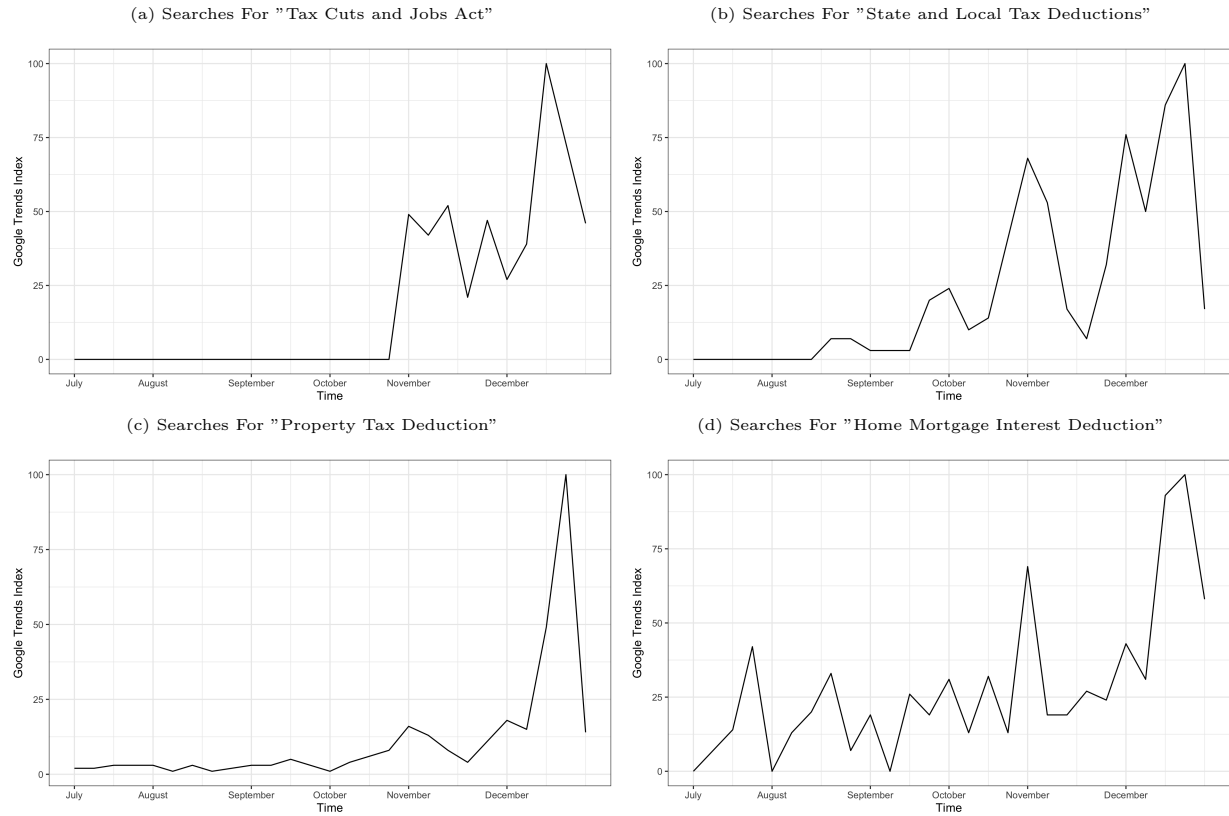 (a) Searches For ”Tax Cuts and Jobs Act”
(b) Searches For ”State and Local Tax Deductions”
Google Trends Index
100
75
50
25
0
July August September October November December
Time
Google Trends Index
100
75
50
25
0
July August September October November December
Time
(c) Searches For ”Property Tax Deduction”
(d) Searches For ”Home Mortgage Interest Deduction”
Google Trends Index
100
75
50
25
0
July August September October November December
Time
Google Trends Index
100
75
50
25
0
July August September October November December
Time